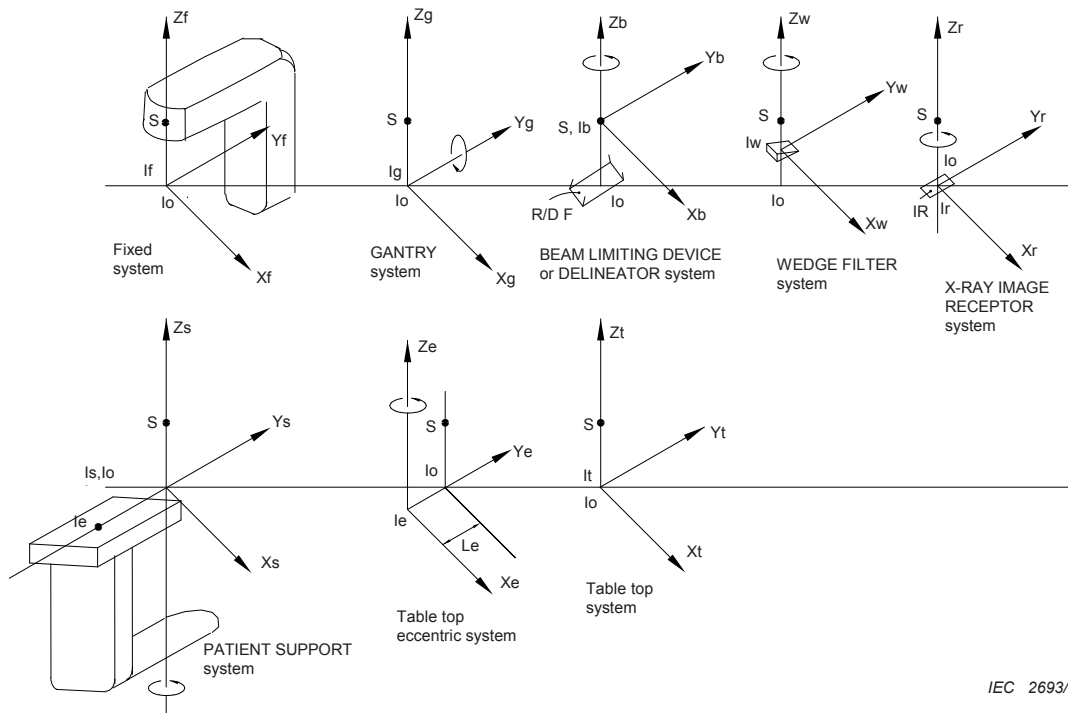 Zf
S
Yf
If
Io
Xf
Fixed
system
Zg
S
Yg
Ig
Io
Xg
GANTRY
system
Zb
Yb
S, Ib
R/D F
Io
Xb
BEAM LIMITING DEVICE
or DELINEATOR system
Zw
Yw
S
Iw
Io
Xw
WEDGE FILTER
system
Zr
S
Yr
Io
IR
Ir
Xr
X-RAY IMAGE
RECEPTOR
system
Zs
S
Ys
Is,Io
Ie
Xs
PATIENT SUPPORT
system
Ze
S
Ye
Io
Ie
Le
Xe
Table top
eccentric system
Zt
S
Yt
It
Io
Xt
Table top
system
IEC 2693/